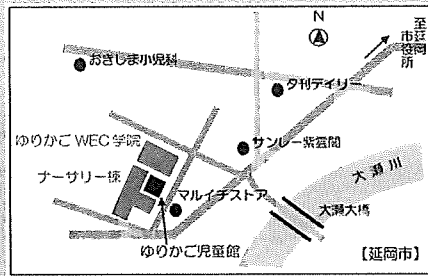 N
至延岡
市役所
おきしま小児科
夕刊デイリー
ゆりかごWEC学院
サンレー紫雲閣
ナーサリー棟
大瀬川
マルイチストア
大瀬大橋
ゆりかご児童館
【延岡市】